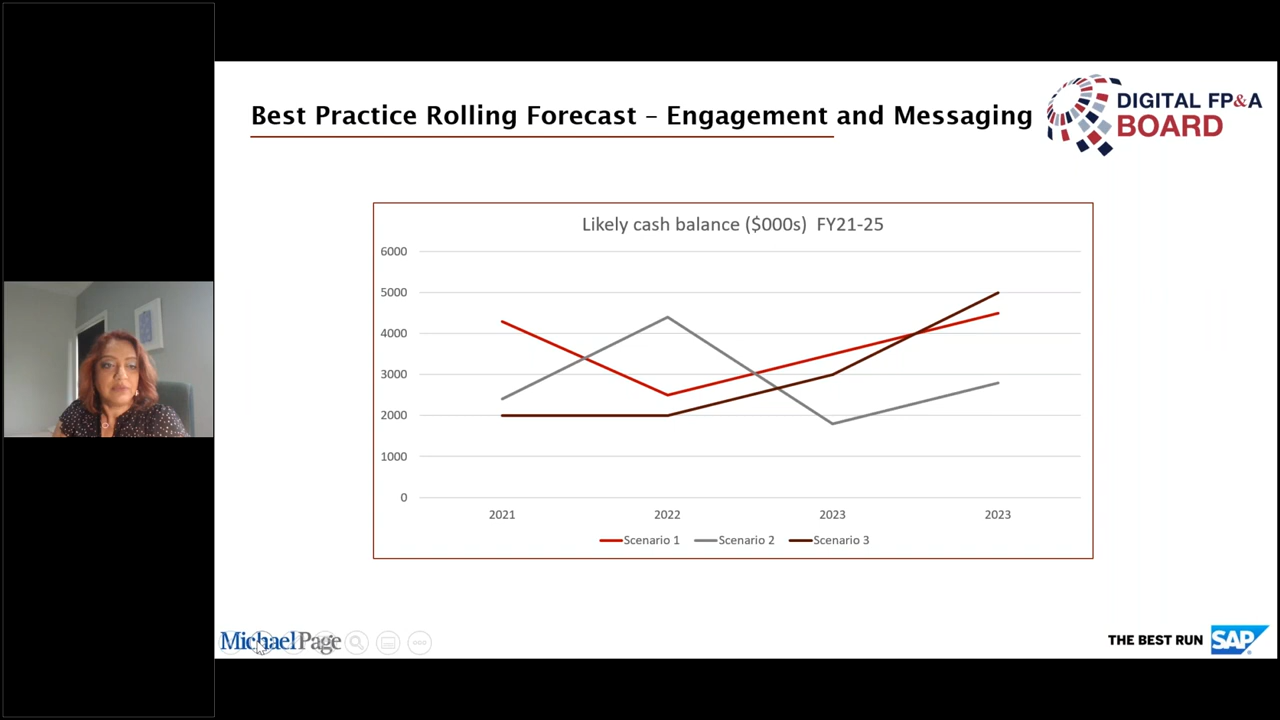 Best Practice Rolling Forecast – Engagement and Messaging
DIGITAL FP&A
BOARD
Likely cash balance ($000s) FY21-25
6000
5000
4000
3000
2000
1000
0
2021 2022 2023 2023
Scenario 1 Scenario 2 Scenario 3
MichaelPage
THE BEST RUN SAP